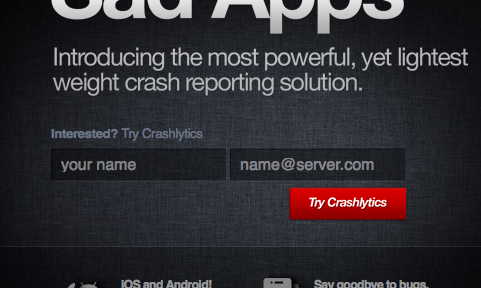 Sad Apps
Introducing the most powerful, yet lightest
weight crash reporting solution.
Interested? Try Crashlytics
your name
name@server.com
Try Crashlytics
iOS and Android!
Say goodbye to bugs.